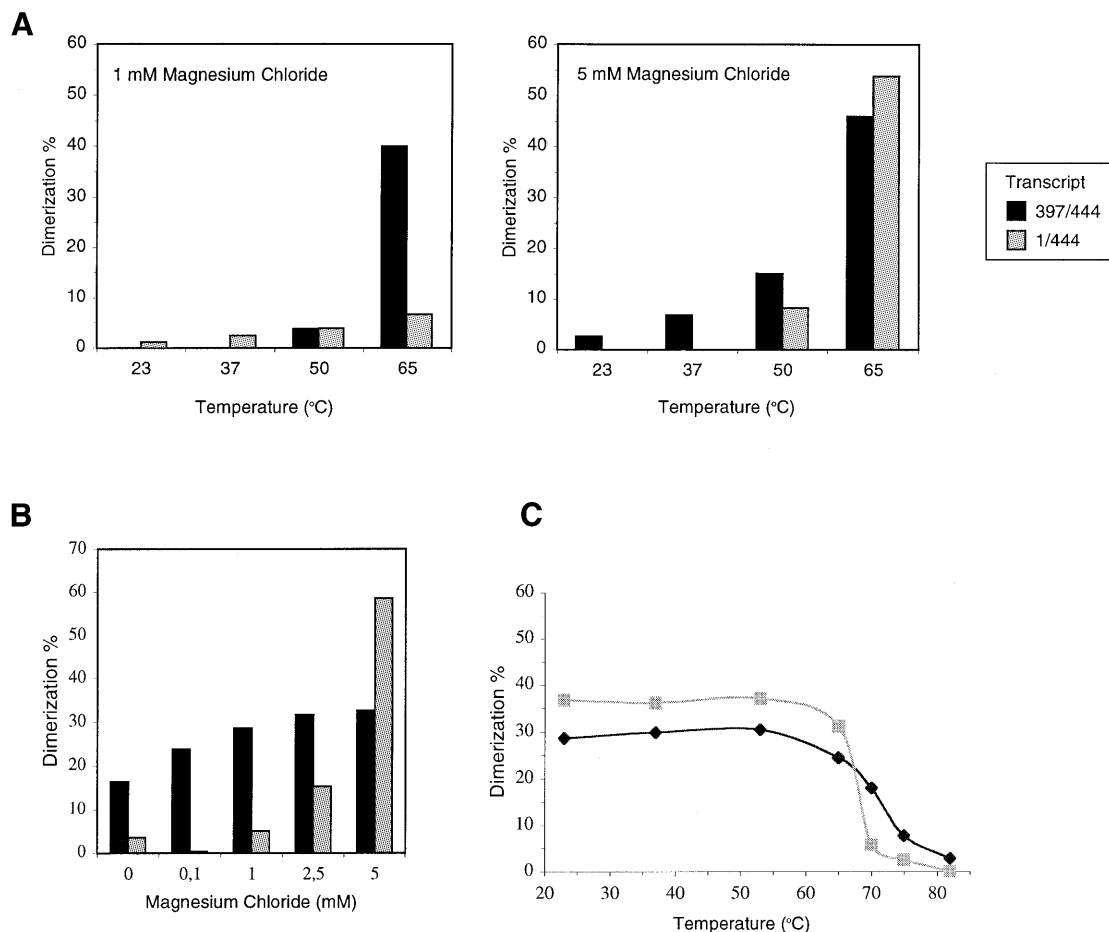 A
60
50
40
30
20
10
0
Dimerization %
1 mM Magnesium Chloride
23 37 50 65
Temperature (°C)
60
50
40
30
20
10
0
Dimerization %
5 mM Magnesium Chloride
23 37 50 65
Temperature (°C)
Transcript
397/444
1/444
B
70
60
50
40
30
20
10
0
Dimerization %
0 0,1 1 2,5 5
Magnesium Chloride (mM)
C
60
50
40
30
20
10
0
Dimerization %
20 30 40 50 60 70 80
Temperature (°C)